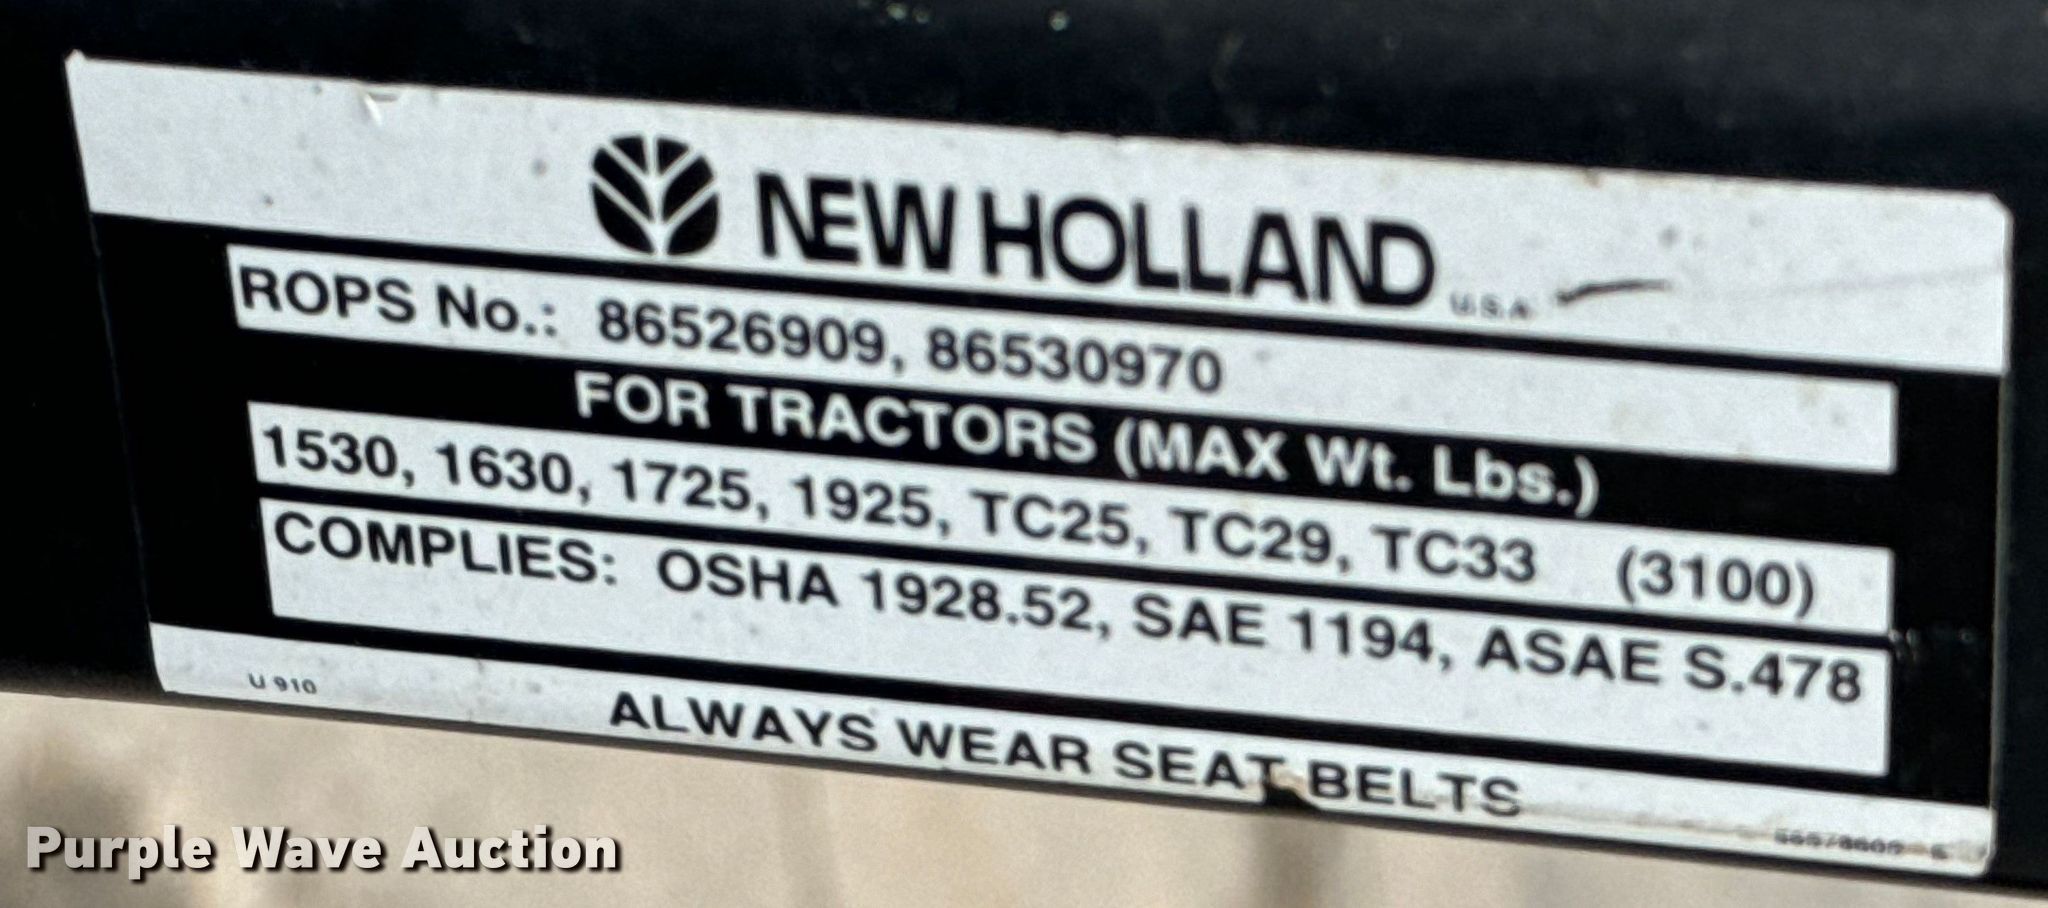 NEW HOLLAND U.S.A.
ROPS No.: 86526909, 86530970
FOR TRACTORS (MAX Wt. Lbs.)
1530, 1630, 1725, 1925, TC25, TC29, TC33 (3100)
COMPLIES: OSHA 1928.52, SAE 1194, ASAE S.478
U 910
ALWAYS WEAR SEAT BELTS
Purple Wave Auction